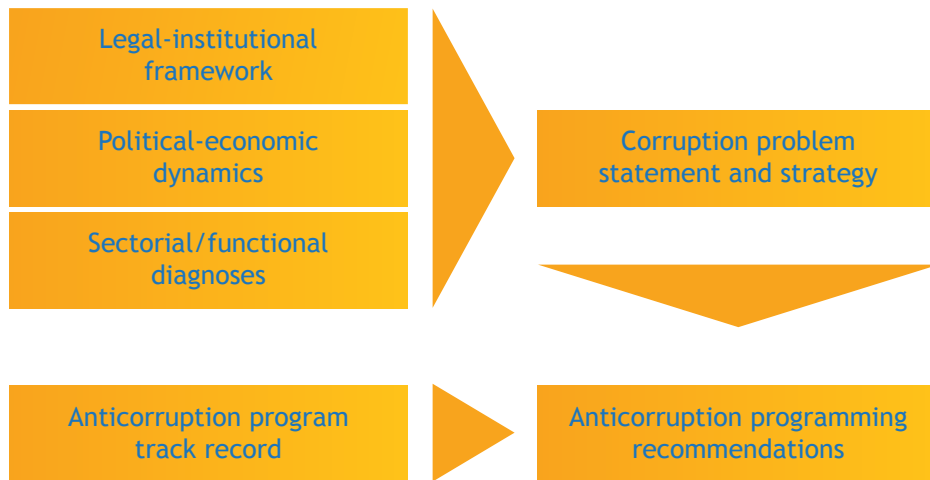 Legal-institutional
framework
Political-economic
dynamics
Sectorial/functional
diagnoses
Corruption problem
statement and strategy
Anticorruption program
track record
Anticorruption programming
recommendations